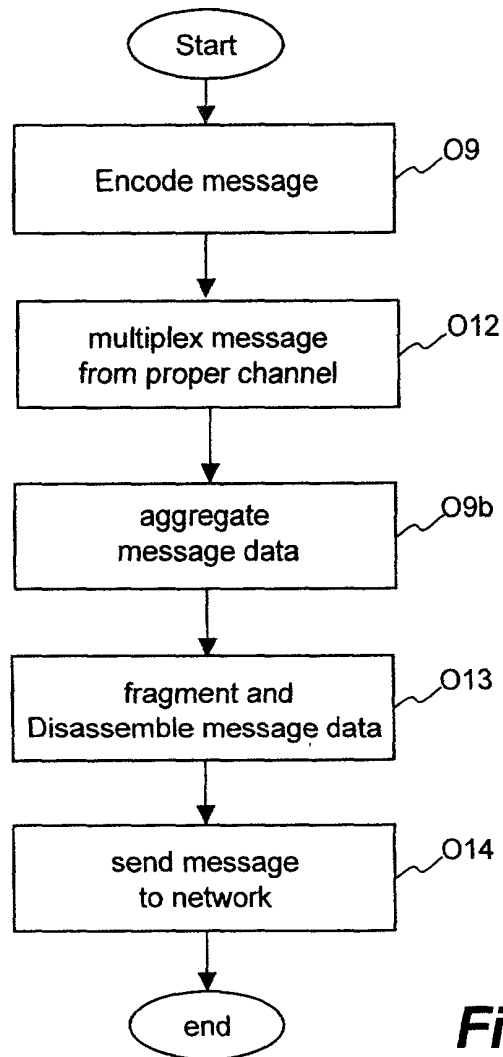 Start
Encode message
O9
multiplex message
from proper channel
O12
aggregate
message data
O9b
fragment and
Disassemble message data
O13
send message
to network
O14
end
Fi